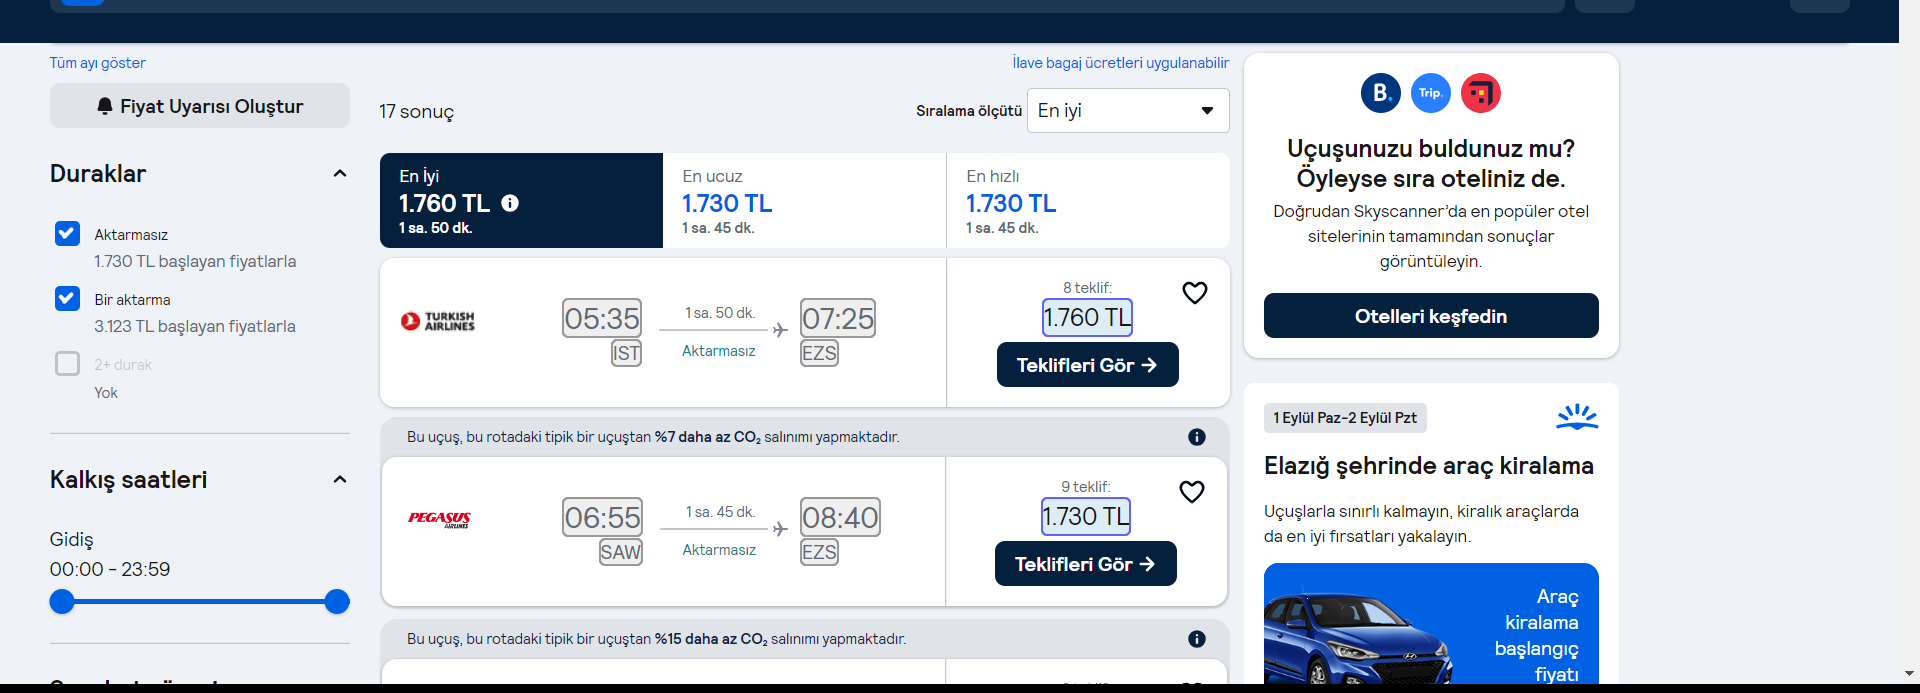 Tüm ayı göster
İlave bagaj ücretleri uygulanabilir
Fiyat Uyarısı Oluştur
17 sonuç
Sıralama ölçütü
En iyi
Duraklar
Aktarmasız
1.730 TL başlayan fiyatlarla
Bir aktarma
3.123 TL başlayan fiyatlarla
2+ durak
Yok
Kalkış saatleri
Gidiş
00:00 - 23:59
En İyi
1.760 TL
1 sa. 50 dk.
En ucuz
1.730 TL
1 sa. 45 dk.
En hızlı
1.730 TL
1 sa. 45 dk.
TURKISH
AIRLINES
05:35
IST
1 sa. 50 dk.
Aktarmasız
07:25
EZS
8 teklif:
1.760 TL
Teklifleri Gör →
Bu uçuş, bu rotadaki tipik bir uçuştan %7 daha az CO₂ salınımı yapmaktadır.
PEGASUS
AIRLINES
06:55
SAW
1 sa. 45 dk.
Aktarmasız
08:40
EZS
9 teklif:
1.730 TL
Teklifleri Gör →
Bu uçuş, bu rotadaki tipik bir uçuştan %15 daha az CO₂ salınımı yapmaktadır.
B.
Trip.
Uçuşunuzu buldunuz mu?
Öyleyse sıra oteliniz de.
Doğrudan Skyscanner’da en popüler otel
sitelerinin tamamından sonuçlar
görüntüleyin.
Otelleri keşfedin
1 Eylül Paz-2 Eylül Pzt
Elazığ şehrinde araç kiralama
Uçuşlarla sınırlı kalmayın, kiralık araçlarda
da en iyi fırsatları yakalayın.
Araç
kiralama
başlangıç
fiyatı